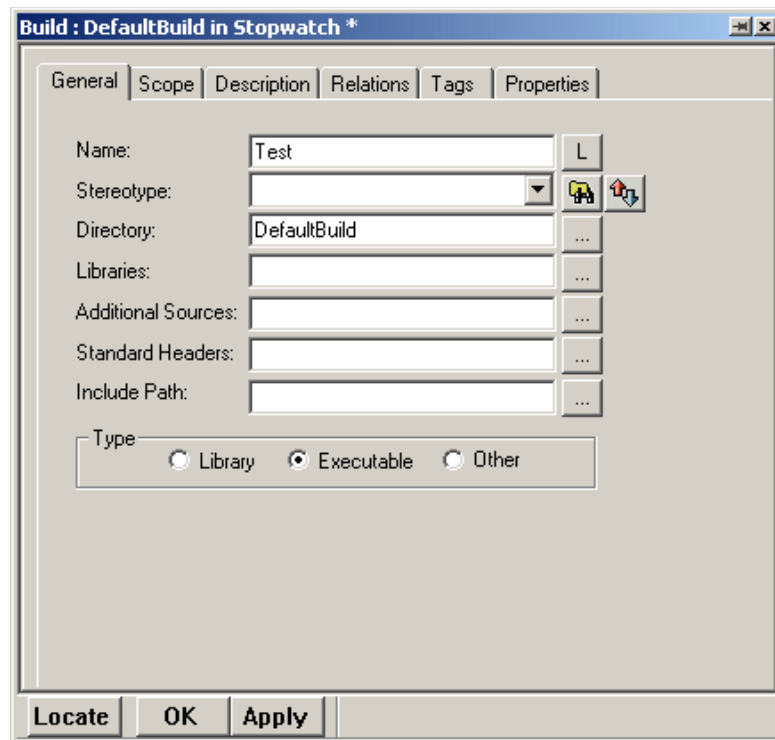 Build : DefaultBuild in Stopwatch *
General Scope Description Relations Tags Properties
Name: Test L
Stereotype:
Directory: DefaultBuild ...
Libraries: ...
Additional Sources: ...
Standard Headers: ...
Include Path: ...
Type
Library Executable Other
Locate OK Apply